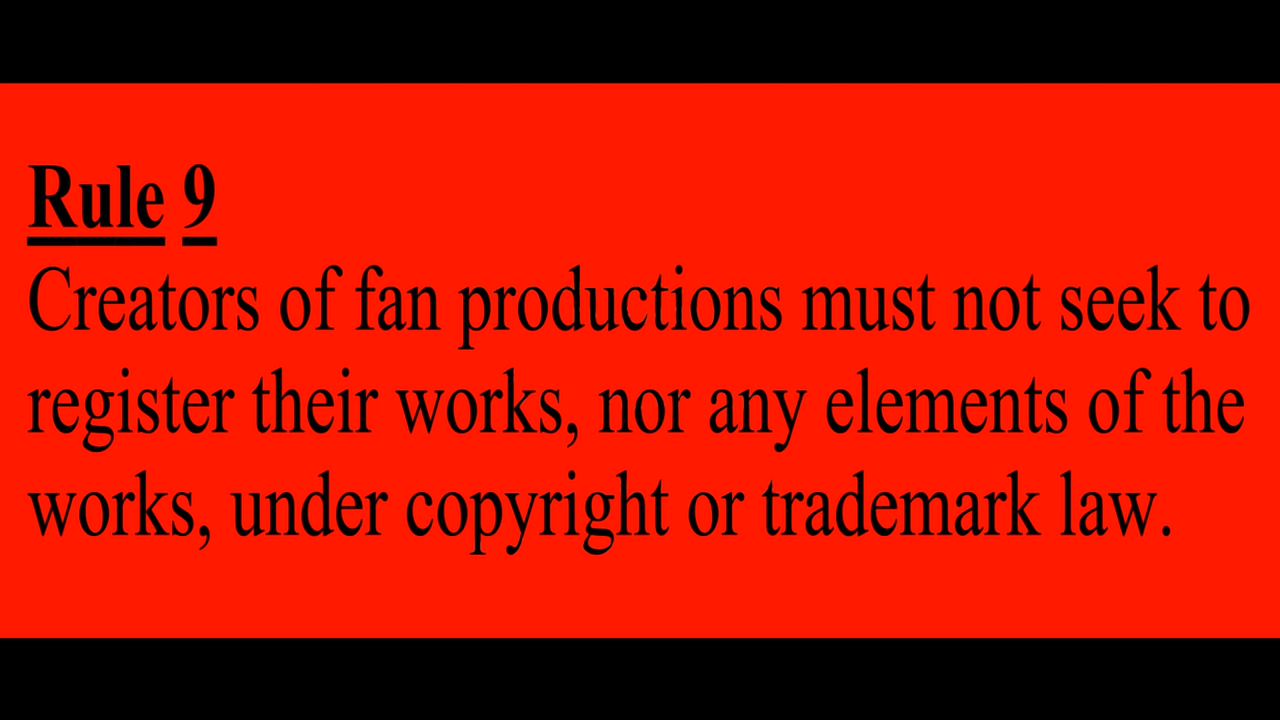 Rule 9
Creators of fan productions must not seek to
register their works, nor any elements of the
works, under copyright or trademark law.